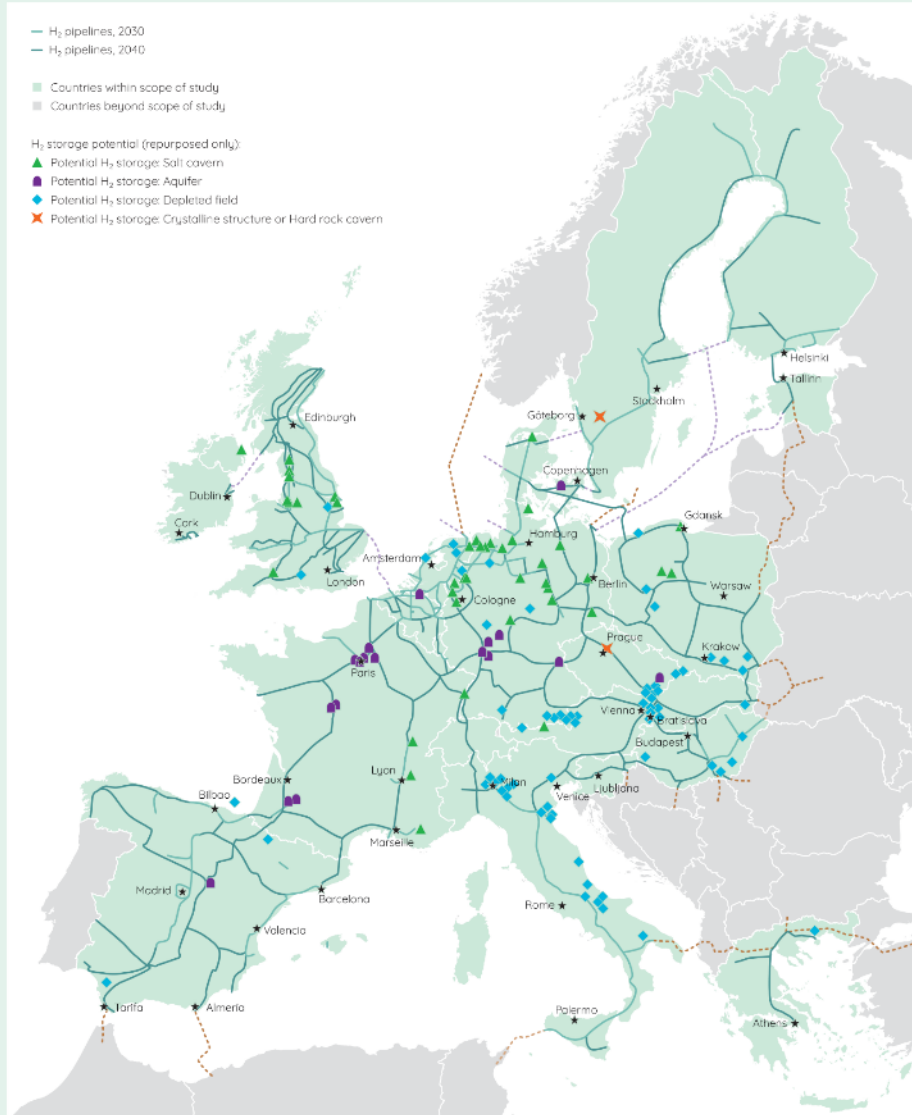 H₂ pipelines, 2030
H₂ pipelines, 2040
Countries within scope of study
Countries beyond scope of study
H₂ storage potential (repurposed only):
Potential H₂ storage: Salt cavern
Potential H₂ storage: Aquifer
Potential H₂ storage: Depleted field
Potential H₂ storage: Crystalline structure or Hard rock cavern
Helsinki
Tallinn
Stockholm
Göteborg
Edinburgh
Copenhagen
Dublin
Cork
Gdansk
Hamburg
Amsterdam
London
Berlin
Warsaw
Cologne
Prague
Krakow
Paris
Vienna
Bratislava
Budapest
Lyon
Milan
Venice
Ljubljana
Bordeaux
Bilbao
Marseille
Madrid
Barcelona
Rome
Valencia
Tarifa
Almeria
Palermo
Athens